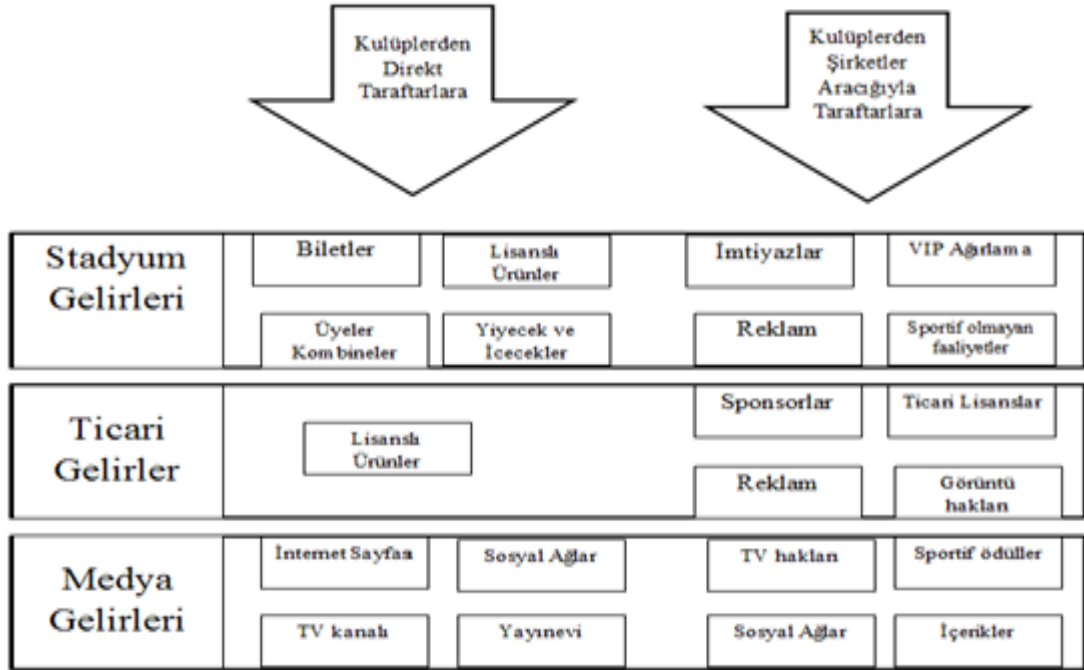 Kulüplerden
Direkt
Taraftarlara
Kulüplerden
Şirketler
Aracığıyla
Taraftarlara
Stadyum
Gelirleri
Biletler
Lisanslı
Ürünler
İmtiyazlar
VIP Ağırlama
Üyeler
Kombineler
Yiyecek ve
İcecekler
Reklam
Sportif olmayan
faaliyetler
Ticari
Gelirler
Lisanslı
Ürünler
Sponsorlar
Ticari Lisanslar
Reklam
Görüntü
hakları
Medya
Gelirleri
İnternet Sayfası
Sosyal Ağlar
TV hakları
Sportif ödüller
TV kanalı
Yayınevi
Sosyal Ağlar
İçerikler